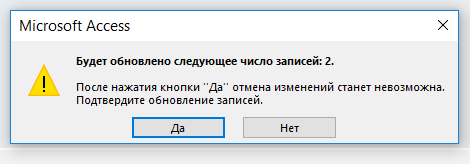 Microsoft Access
Будет обновлено следующее число записей: 2.
После нажатия кнопки "Да" отмена изменений станет невозможна.
Подтвердите обновление записей.
Да
Нет